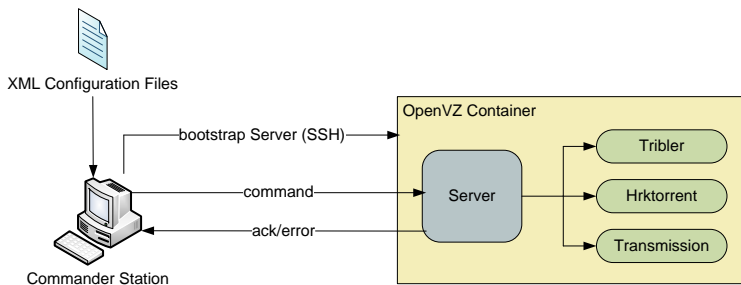 XML Configuration Files
OpenVZ Container
bootstrap Server (SSH)
Tribler
command
Server
Hrktorrent
ack/error
Transmission
Commander Station